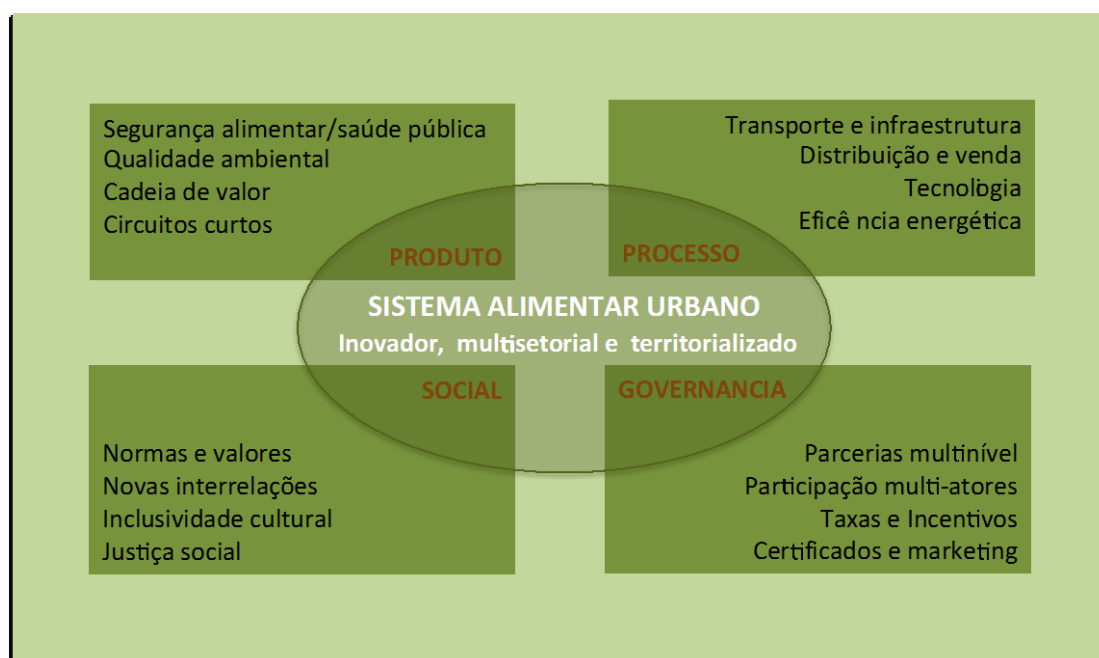 Segurança alimentar/saúde pública
Qualidade ambiental
Cadeia de valor
Circuitos curtos
PRODUTO
Transporte e infraestrutura
Distribuição e venda
Tecnologia
Eficê ncia energética
PROCESSO
SISTEMA ALIMENTAR URBANO
Inovador, multisetorial e territorializado
SOCIAL
Normas e valores
Novas interrelações
Inclusividade cultural
Justiça social
GOVERNANCIA
Parcerias multinível
Participação multi-atores
Taxas e Incentivos
Certificados e marketing